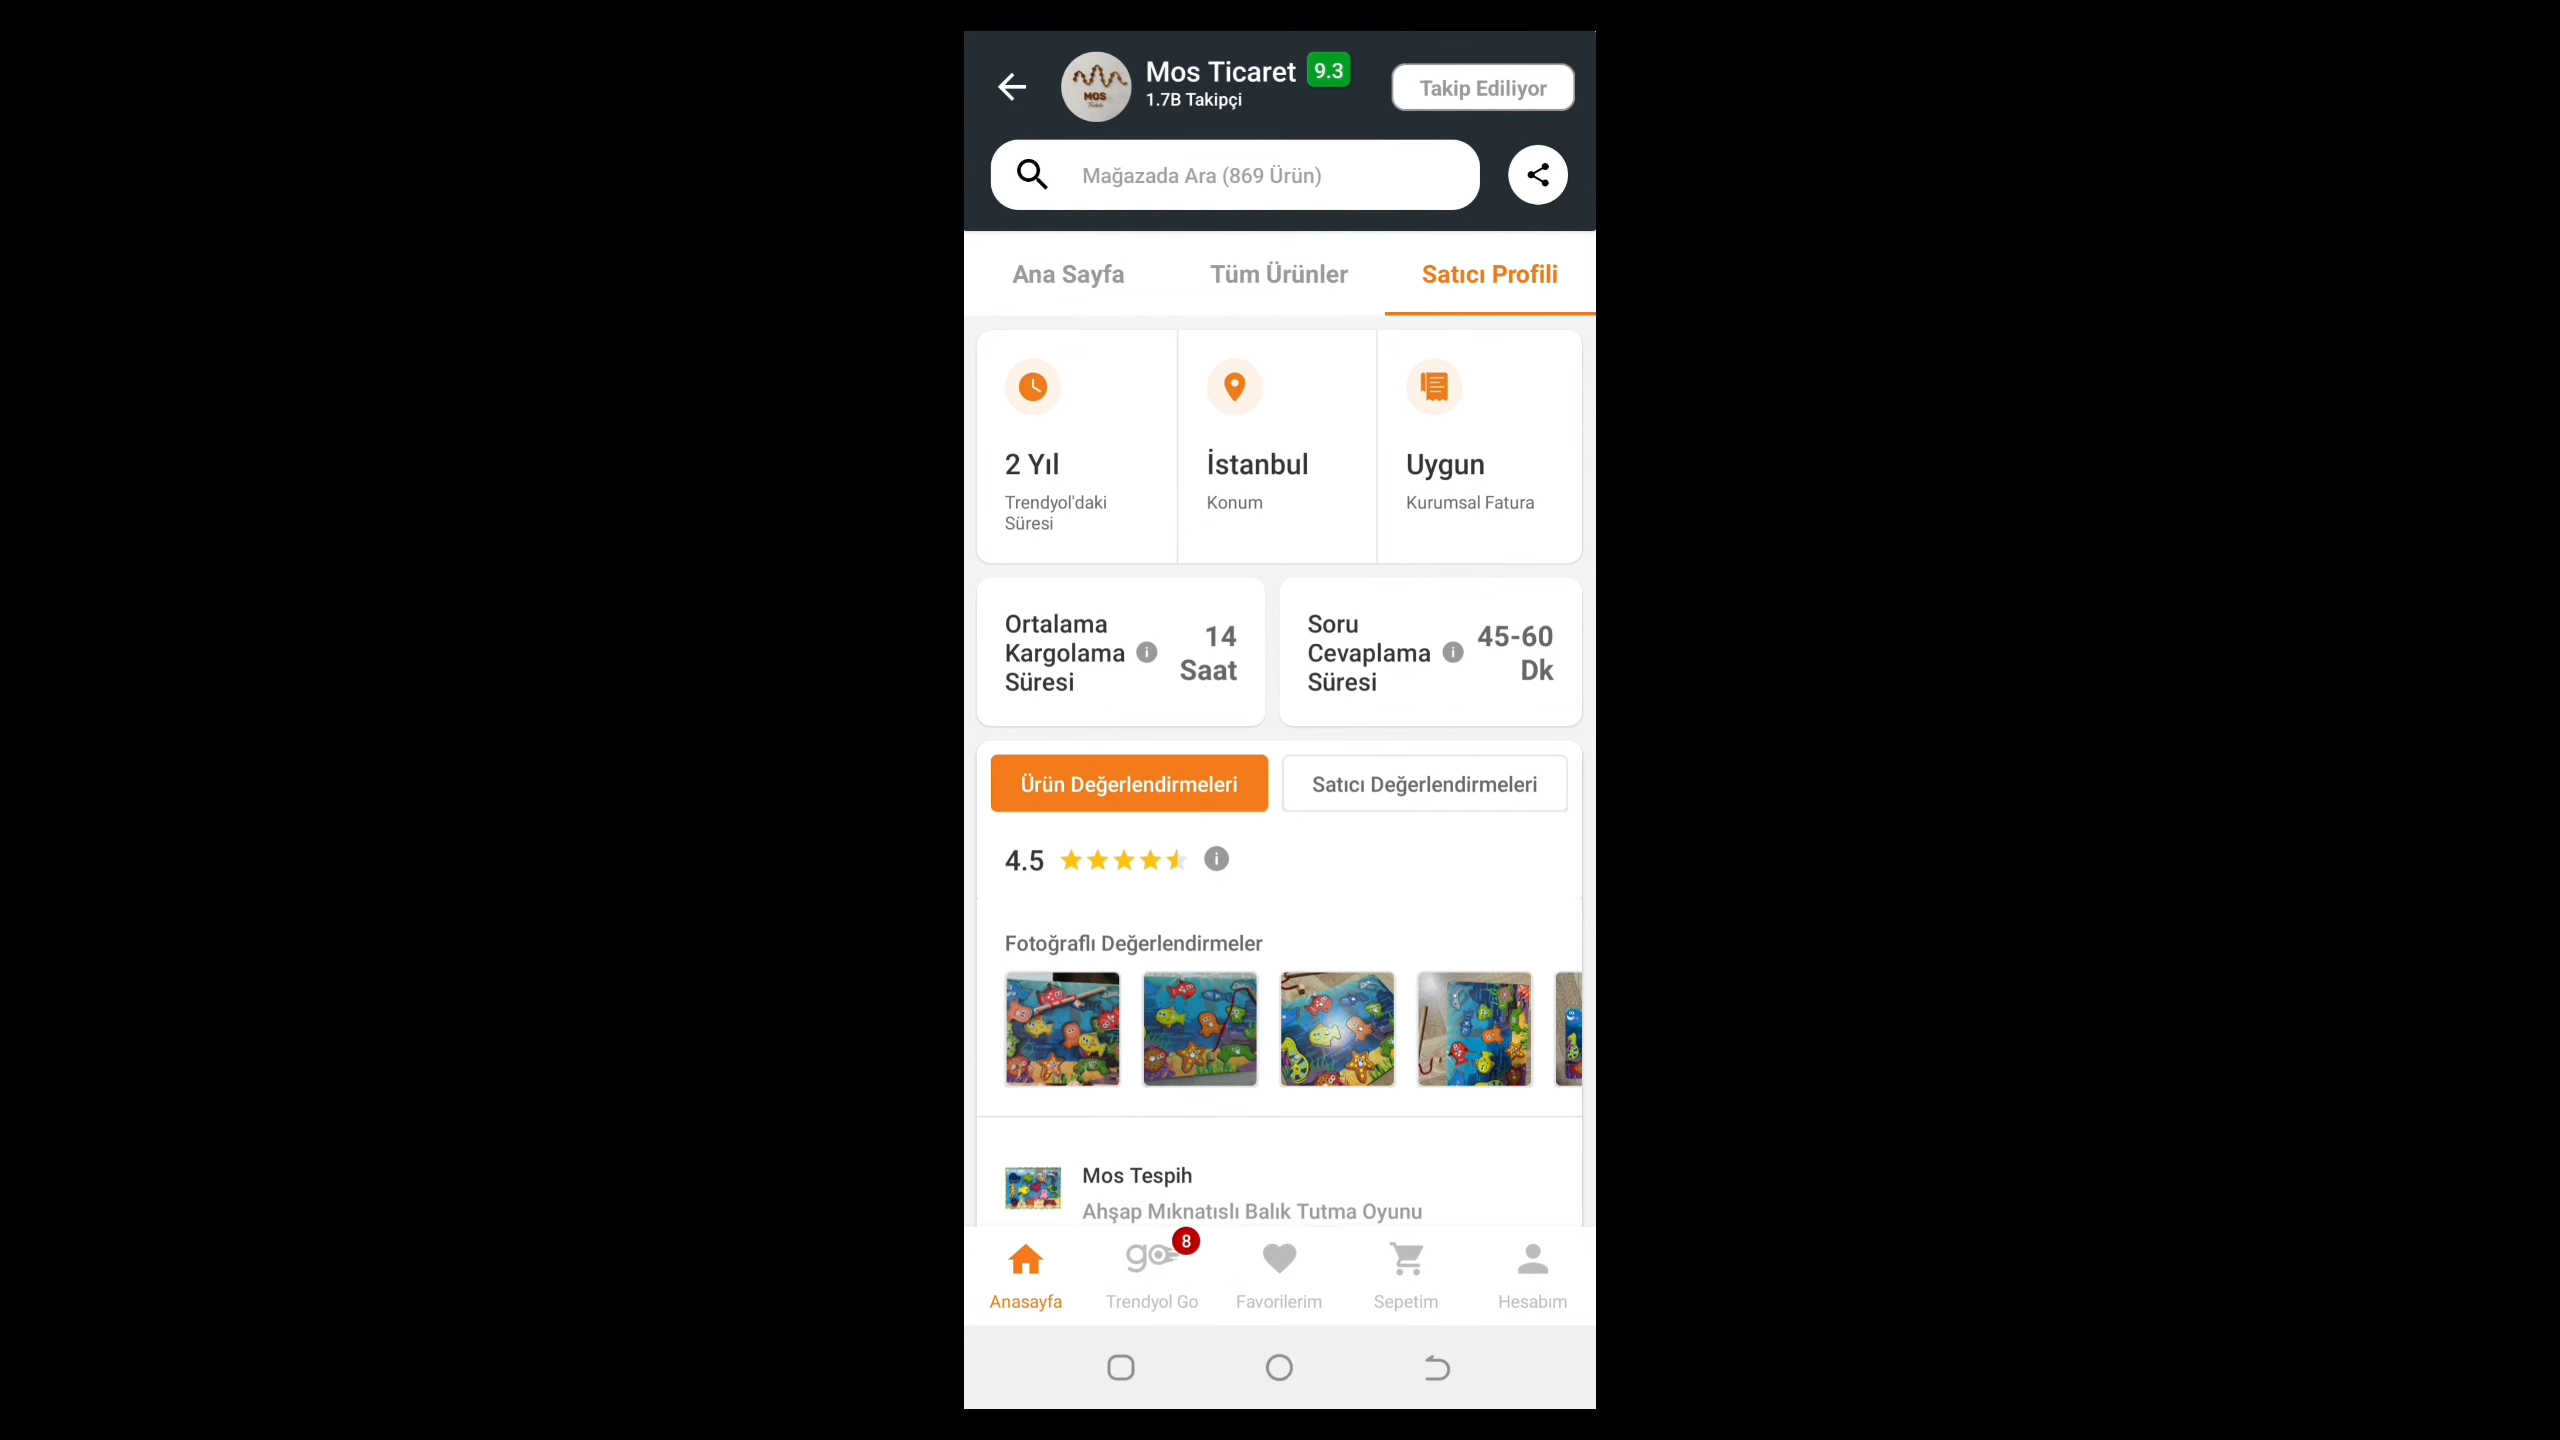 Mos Ticaret 9.3
1.7B Takipçi
Takip Ediliyor
MOS
Mağazada Ara (869 Ürün)
Ana Sayfa
Tüm Ürünler
Satıcı Profili
2 Yıl
Trendyol'daki
Süresi
İstanbul
Konum
Uygun
Kurumsal Fatura
Ortalama
Kargolama
Süresi
14
Saat
Soru
Cevaplama
Süresi
45-60
Dk
Ürün Değerlendirmeleri
Satıcı Değerlendirmeleri
4.5
Fotoğraflı Değerlendirmeler
Mos Tespih
Ahşap Mıknatıslı Balık Tutma Oyunu
go 8
Anasayfa
Trendyol Go
Favorilerim
Sepetim
Hesabım